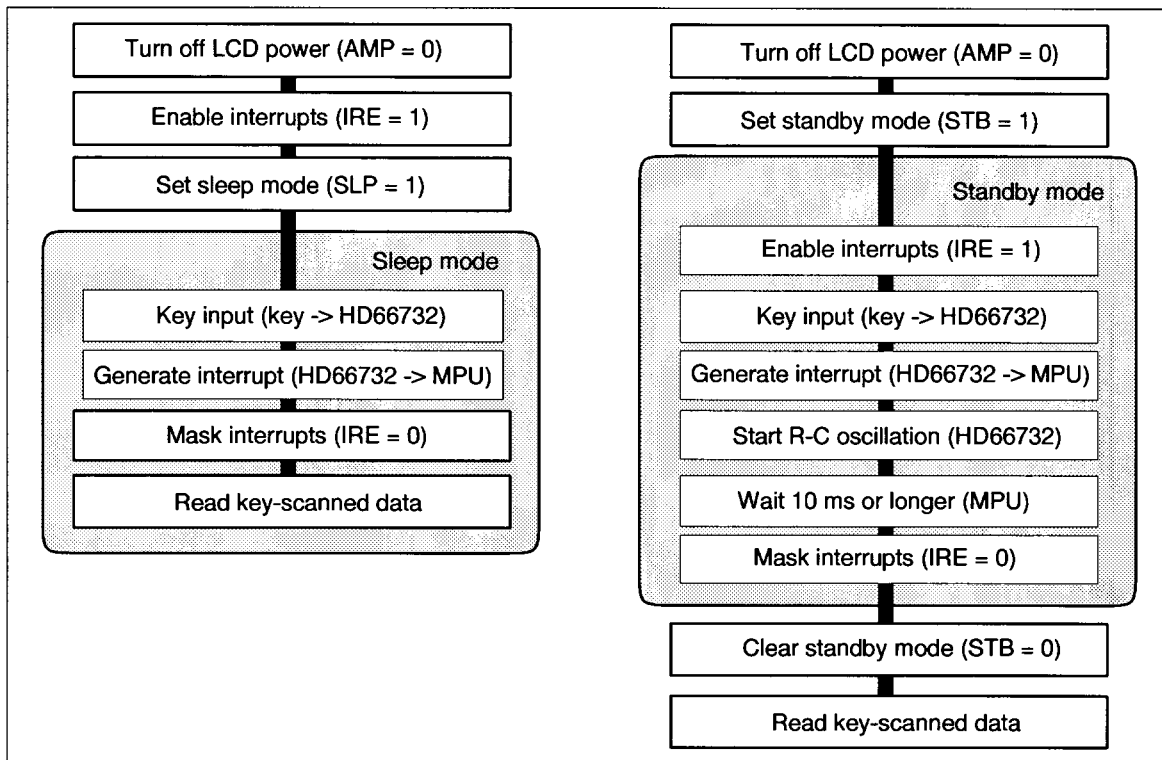 Turn off LCD power (AMP = 0)
Enable interrupts (IRE = 1)
Set sleep mode (SLP = 1)
Sleep mode
Key input (key -> HD66732)
Generate interrupt (HD66732 -> MPU)
Mask interrupts (IRE = 0)
Read key-scanned data
Turn off LCD power (AMP = 0)
Set standby mode (STB = 1)
Standby mode
Enable interrupts (IRE = 1)
Key input (key -> HD66732)
Generate interrupt (HD66732 -> MPU)
Start R-C oscillation (HD66732)
Wait 10 ms or longer (MPU)
Mask interrupts (IRE = 0)
Clear standby mode (STB = 0)
Read key-scanned data